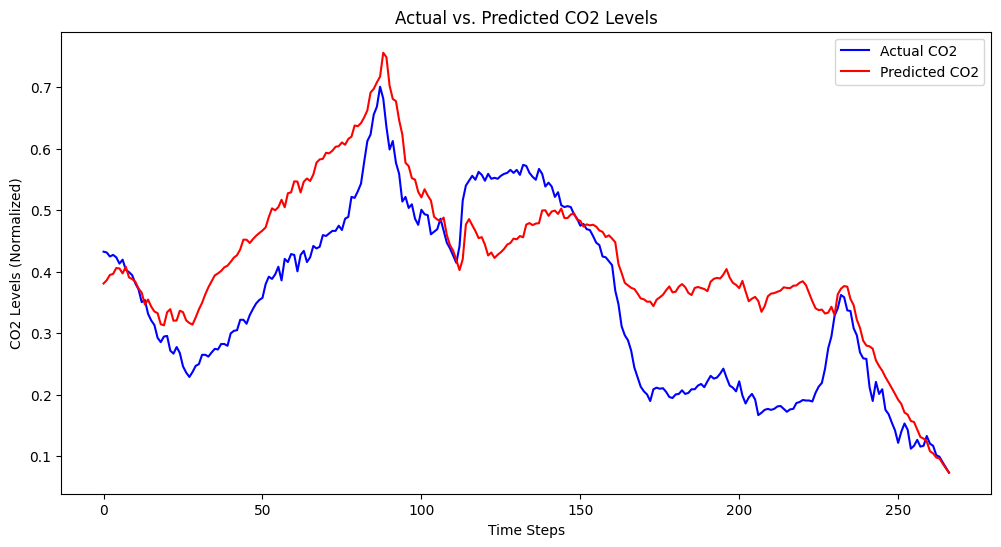 Actual vs. Predicted CO2 Levels
Actual CO2
Predicted CO2
CO2 Levels (Normalized)
0.7
0.6
0.5
0.4
0.3
0.2
0.1
0 50 100 150 200 250
Time Steps